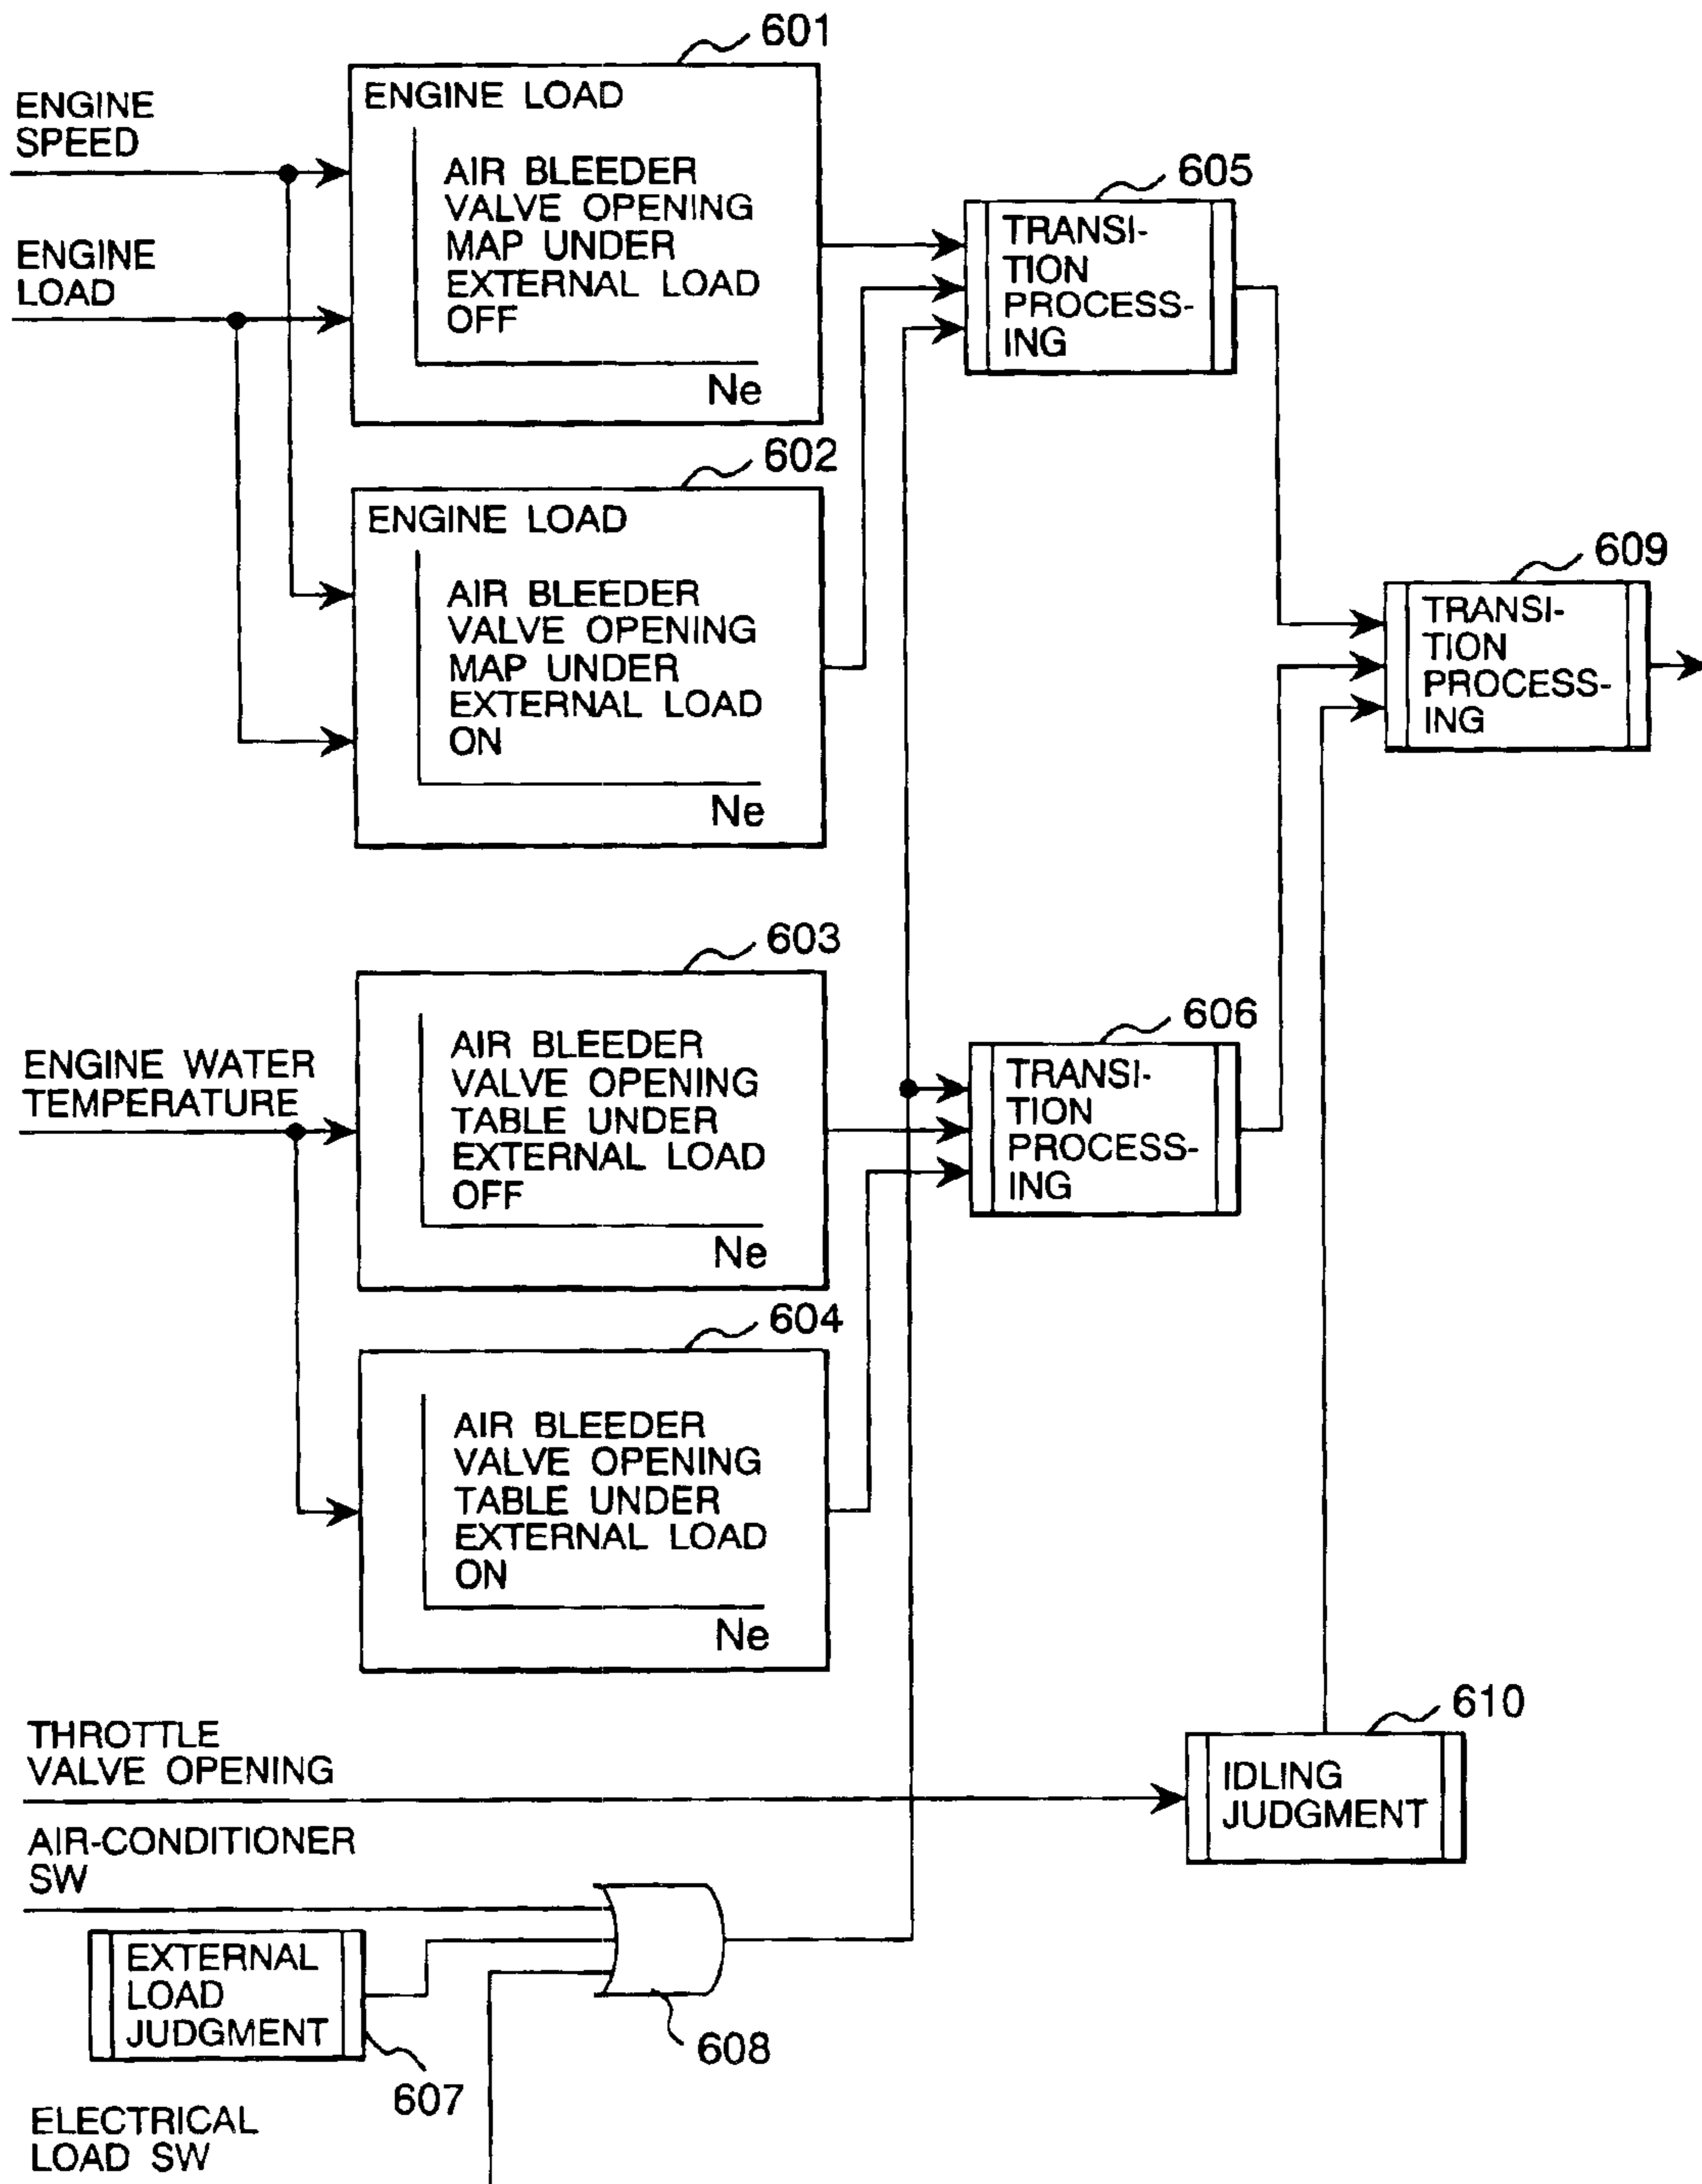 601
ENGINE
SPEED
ENGINE LOAD
AIR BLEEDER
VALVE OPENING
MAP UNDER
EXTERNAL LOAD
OFF
Ne
ENGINE
LOAD
605
TRANSI-
TION
PROCESS-
ING
602
ENGINE LOAD
AIR BLEEDER
VALVE OPENING
MAP UNDER
EXTERNAL LOAD
ON
Ne
609
TRANSI-
TION
PROCESS-
ING
603
ENGINE WATER
TEMPERATURE
AIR BLEEDER
VALVE OPENING
TABLE UNDER
EXTERNAL LOAD
OFF
Ne
606
TRANSI-
TION
PROCESS-
ING
604
AIR BLEEDER
VALVE OPENING
TABLE UNDER
EXTERNAL LOAD
ON
Ne
THROTTLE
VALVE OPENING
610
IDLING
JUDGMENT
AIR-CONDITIONER
SW
EXTERNAL
LOAD
JUDGMENT
608
607
ELECTRICAL
LOAD SW